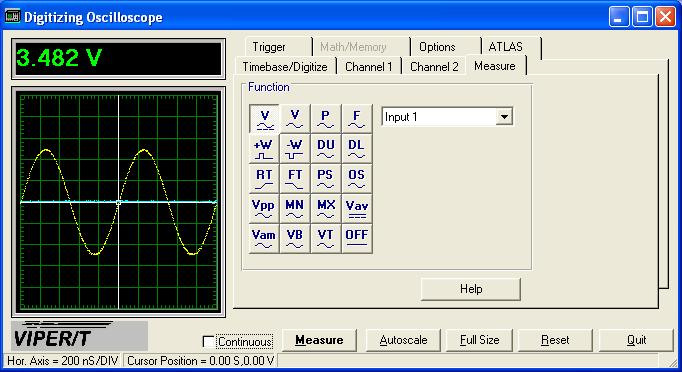 Digitizing Oscilloscope
3.482 V
Trigger Math/Memory Options ATLAS
Timebase/Digitize Channel 1 Channel 2 Measure
Function
V V P F Input 1
+W -W DU DL
RT FT PS OS
Vpp MN MX Vav
Vam VB VT OFF
Help
VIPER/T
Continuous Measure Autoscale Full Size Reset Quit
Hor. Axis = 200 nS/DIV Cursor Position = 0.00 S,0.00 V